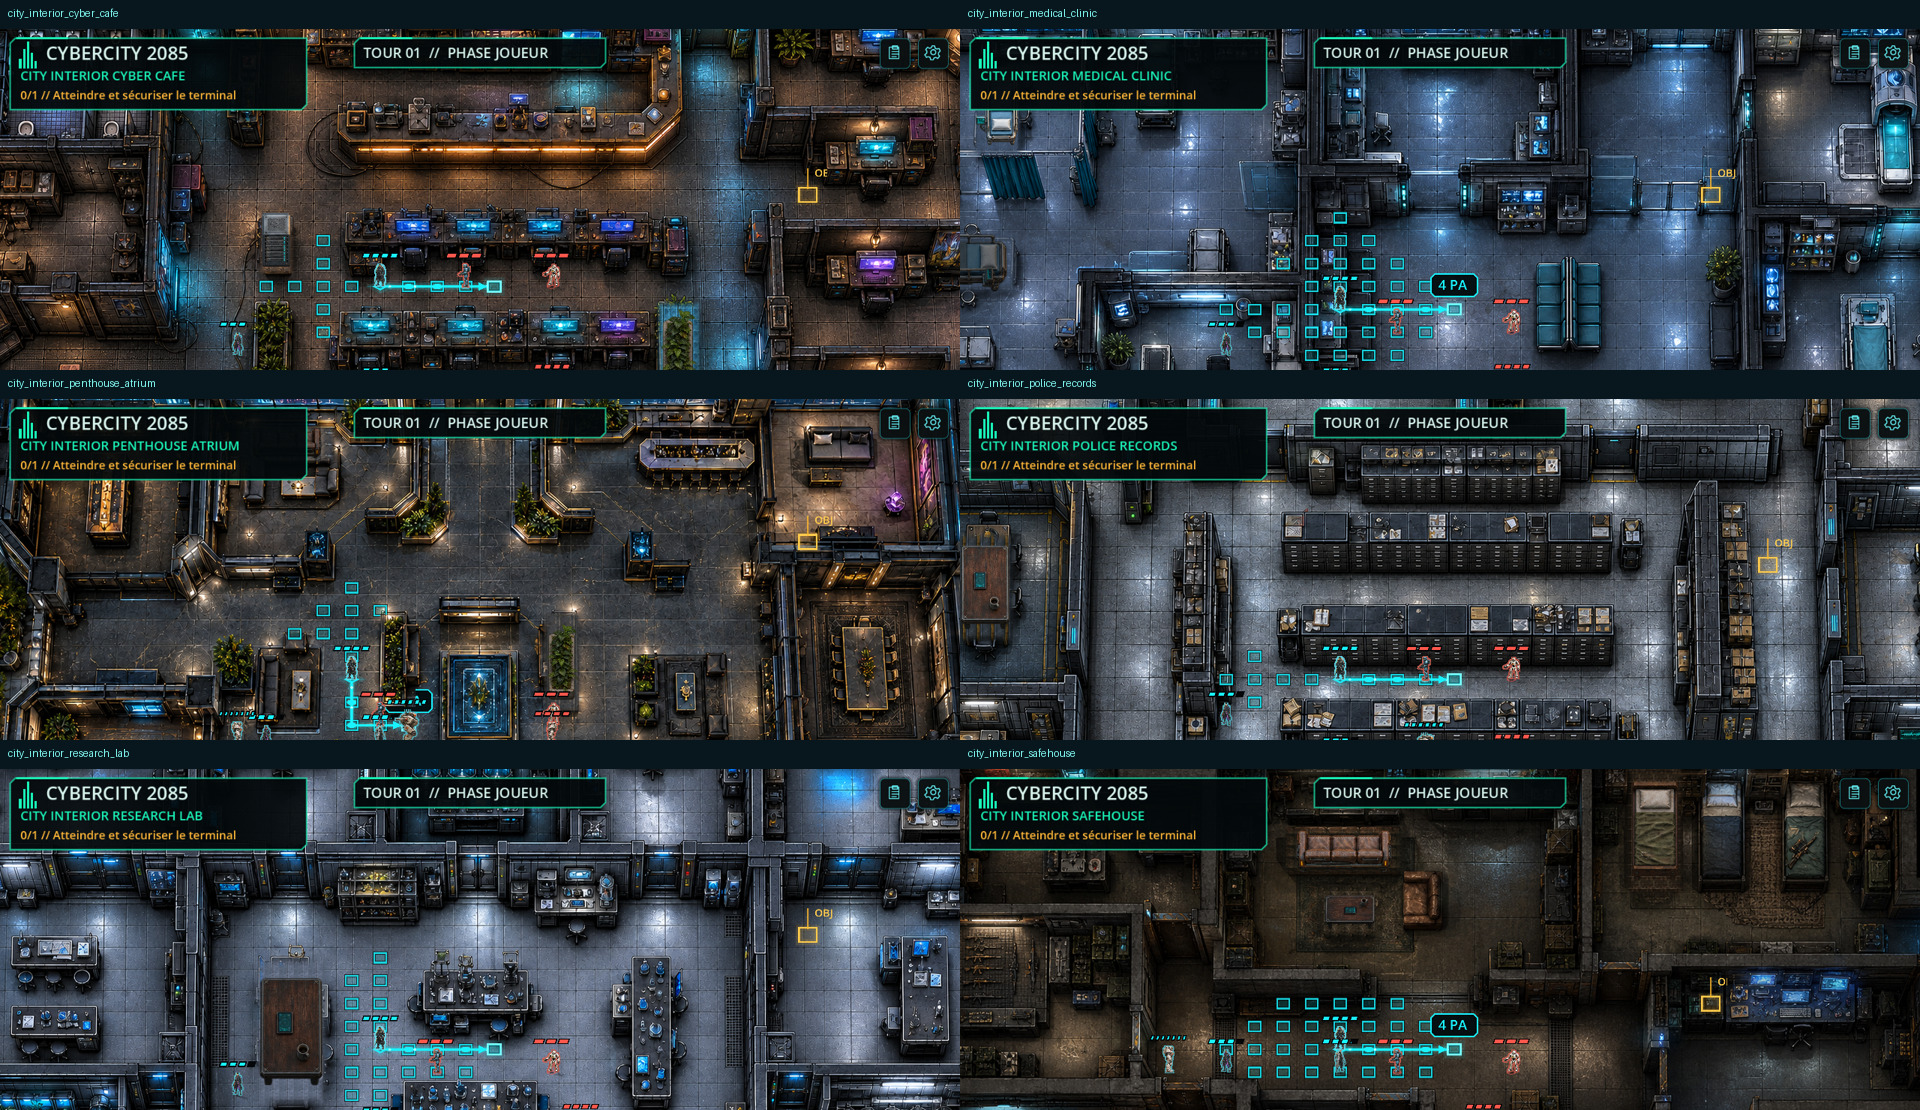 city_interior_cyber_cafe
CYBERCITY 2085
CITY INTERIOR CYBER CAFE
0/1 // Atteindre et sécuriser le terminal
TOUR 01 // PHASE JOUEUR
city_interior_medical_clinic
CYBERCITY 2085
CITY INTERIOR MEDICAL CLINIC
0/1 // Atteindre et sécuriser le terminal
TOUR 01 // PHASE JOUEUR
OBJ
4 PA
city_interior_penthouse_atrium
CYBERCITY 2085
CITY INTERIOR PENTHOUSE ATRIUM
0/1 // Atteindre et sécuriser le terminal
TOUR 01 // PHASE JOUEUR
OBJ
city_interior_police_records
CYBERCITY 2085
CITY INTERIOR POLICE RECORDS
0/1 // Atteindre et sécuriser le terminal
TOUR 01 // PHASE JOUEUR
OBJ
city_interior_research_lab
CYBERCITY 2085
CITY INTERIOR RESEARCH LAB
0/1 // Atteindre et sécuriser le terminal
TOUR 01 // PHASE JOUEUR
OBJ
city_interior_safehouse
CYBERCITY 2085
CITY INTERIOR SAFEHOUSE
0/1 // Atteindre et sécuriser le terminal
TOUR 01 // PHASE JOUEUR
4 PA